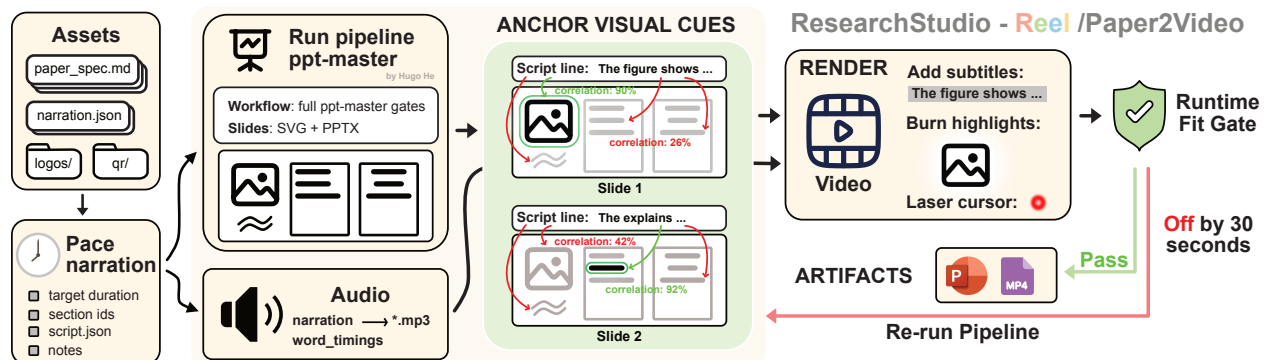 Assets
paper_spec.md
narration.json
logos/
qr/
Pace
narration
target duration
section ids
script.json
notes
Run pipeline
ppt-master
by Hugo He
Workflow: full ppt-master gates
Slides: SVG + PPTX
Audio
narration → *.mp3
word_timings
ANCHOR VISUAL CUES
Script line: The figure shows ...
correlation: 90%
correlation: 26%
Slide 1
Script line: The explains ...
correlation: 42%
correlation: 92%
Slide 2
ResearchStudio - Reel /Paper2Video
RENDER
Video
Add subtitles:
The figure shows ...
Burn highlights:
Laser cursor:
Runtime
Fit Gate
Off by 30
seconds
Pass
ARTIFACTS
P
MP4
Re-run Pipeline